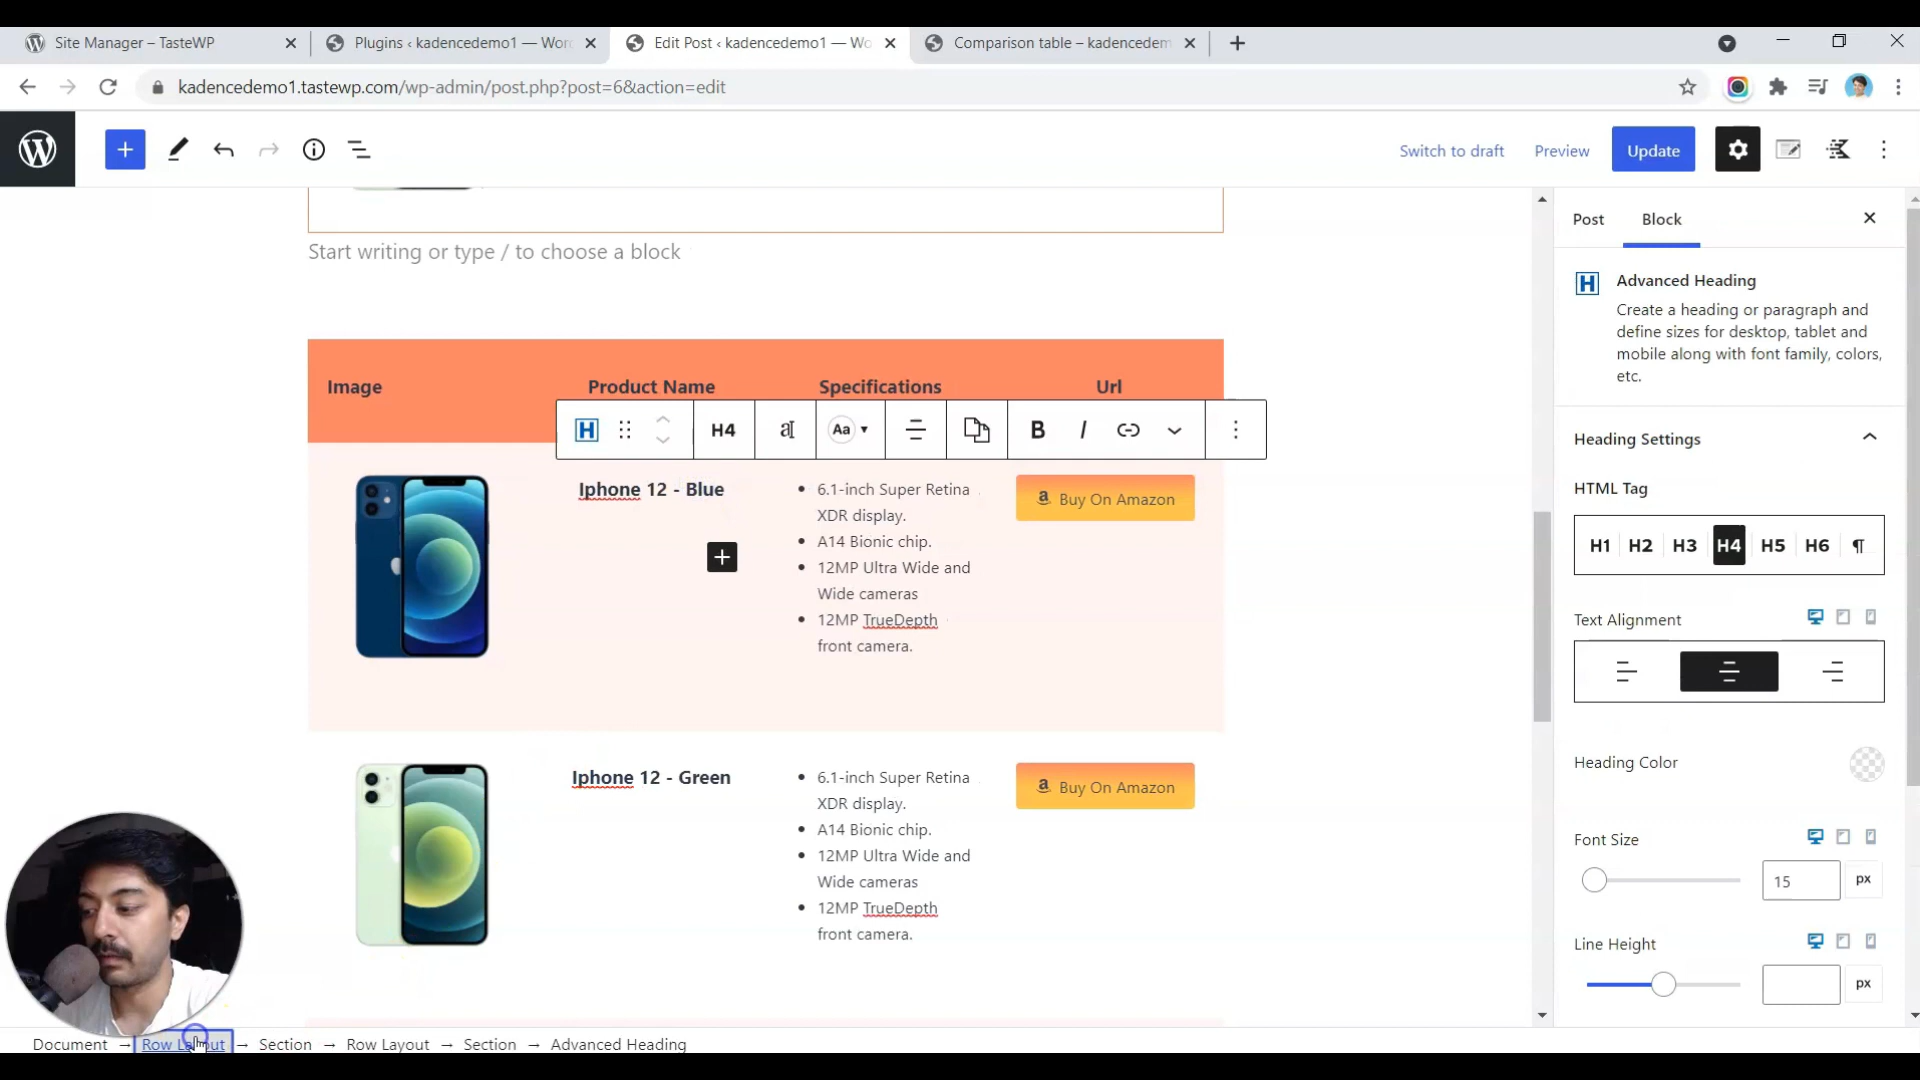 Site Manager – TasteWP
Plugins ‹ kadencedemo1 — Wor
Edit Post ‹ kadencedemo1 — Wo
Comparison table – kadencedem
kadencedemo1.tastewp.com/wp-admin/post.php?post=6&action=edit
Switch to draft
Preview
Update
Start writing or type / to choose a block
Image
Product Name
Specifications
Url
H4
Aa
B
I
Iphone 12 - Blue
6.1-inch Super Retina
XDR display.
A14 Bionic chip.
12MP Ultra Wide and
Wide cameras
12MP TrueDepth
front camera.
Buy On Amazon
Iphone 12 - Green
6.1-inch Super Retina
XDR display.
A14 Bionic chip.
12MP Ultra Wide and
Wide cameras
12MP TrueDepth
front camera.
Buy On Amazon
Post
Block
Advanced Heading
Create a heading or paragraph and
define sizes for desktop, tablet and
mobile along with font family, colors,
etc.
Heading Settings
HTML Tag
H1 H2 H3 H4 H5 H6 ¶
Text Alignment
Heading Color
Font Size
15
px
Line Height
px
Document → Row Layout → Section → Row Layout → Section → Advanced Heading